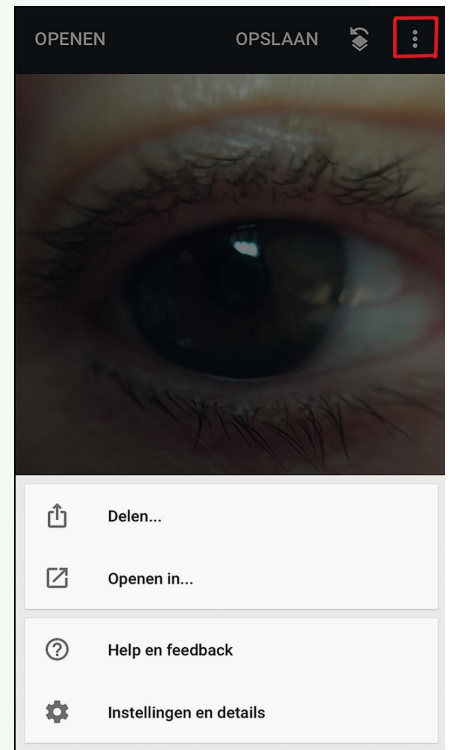 OPENEN OPSLAAN
Delen...
Openen in...
Help en feedback
Instellingen en details